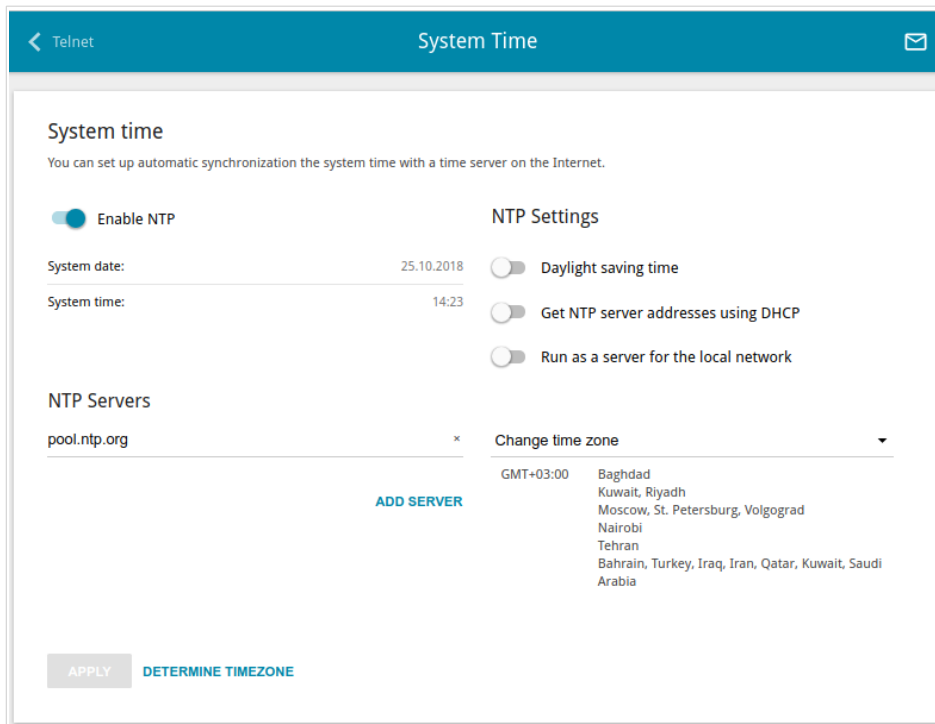 Telnet
System Time
System time
You can set up automatic synchronization the system time with a time server on the Internet.
Enable NTP
System date: 25.10.2018
System time: 14:23
NTP Settings
Daylight saving time
Get NTP server addresses using DHCP
Run as a server for the local network
NTP Servers
pool.ntp.org ×
ADD SERVER
Change time zone
GMT+03:00 Baghdad
Kuwait, Riyadh
Moscow, St. Petersburg, Volgograd
Nairobi
Tehran
Bahrain, Turkey, Iraq, Iran, Qatar, Kuwait, Saudi
Arabia
APPLY DETERMINE TIMEZONE